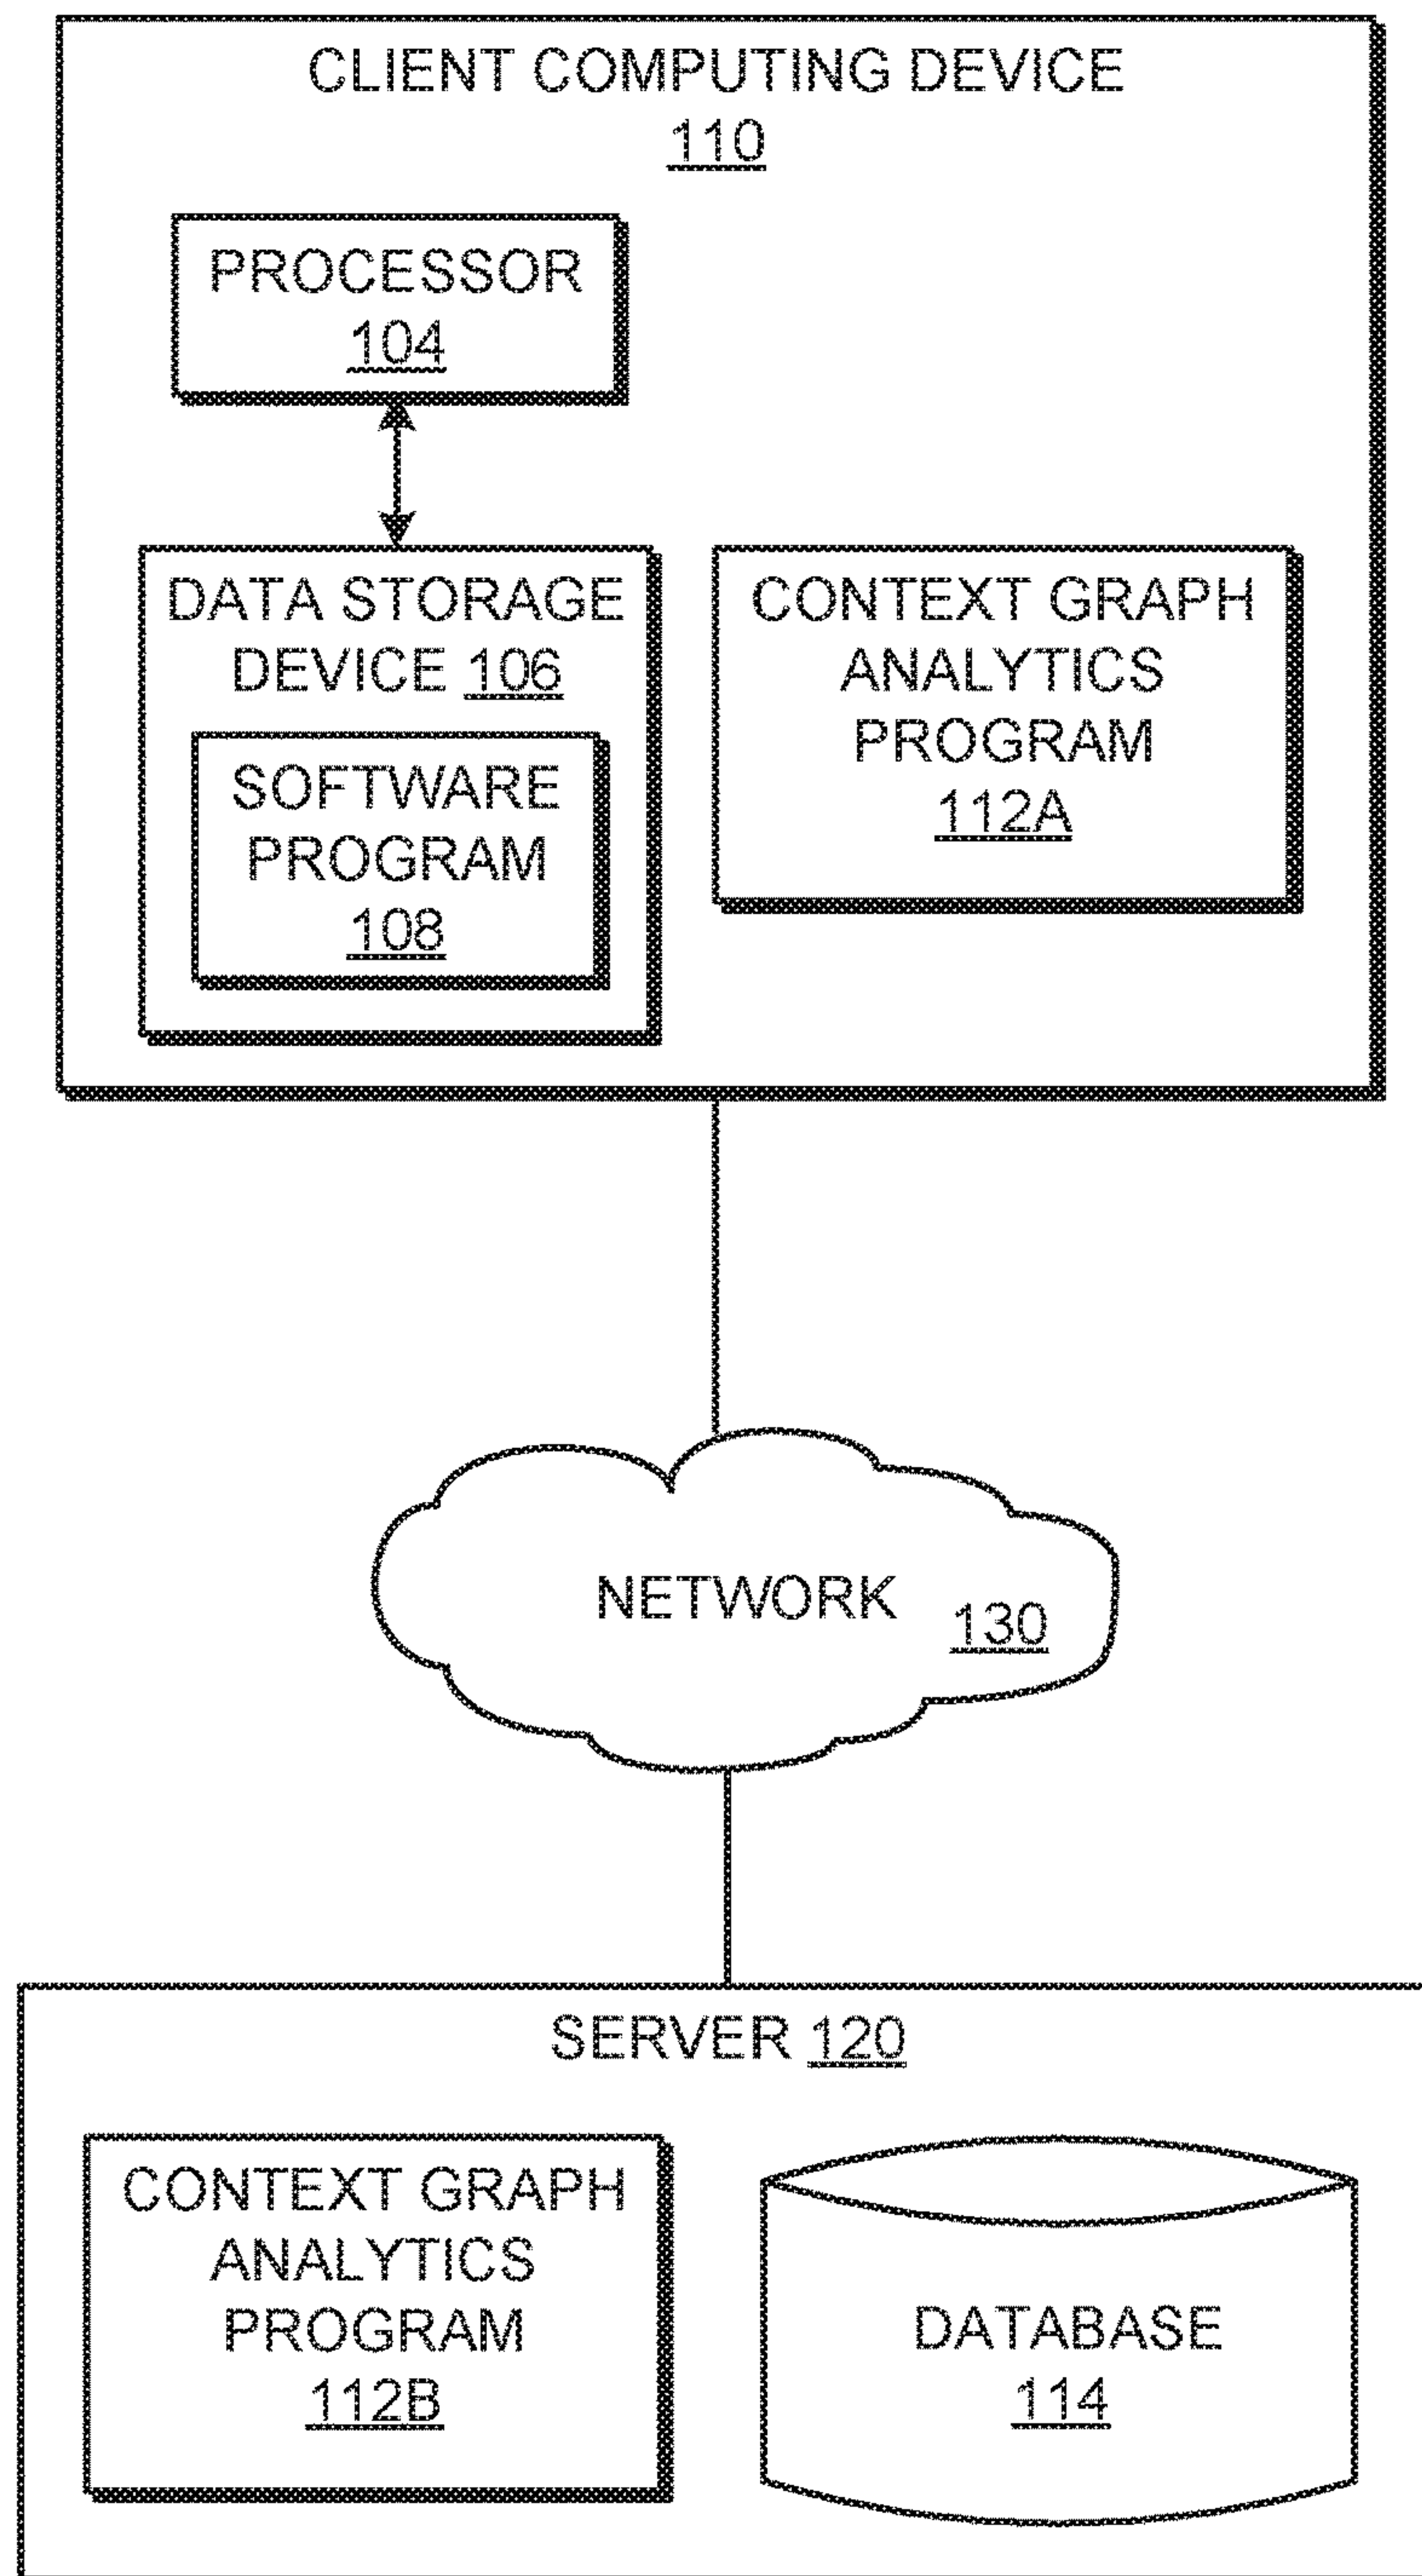 CLIENT COMPUTING DEVICE
110
PROCESSOR
104
DATA STORAGE
DEVICE 106
SOFTWARE
PROGRAM
108
CONTEXT GRAPH
ANALYTICS
PROGRAM
112A
NETWORK
130
SERVER 120
CONTEXT GRAPH
ANALYTICS
PROGRAM
112B
DATABASE
114